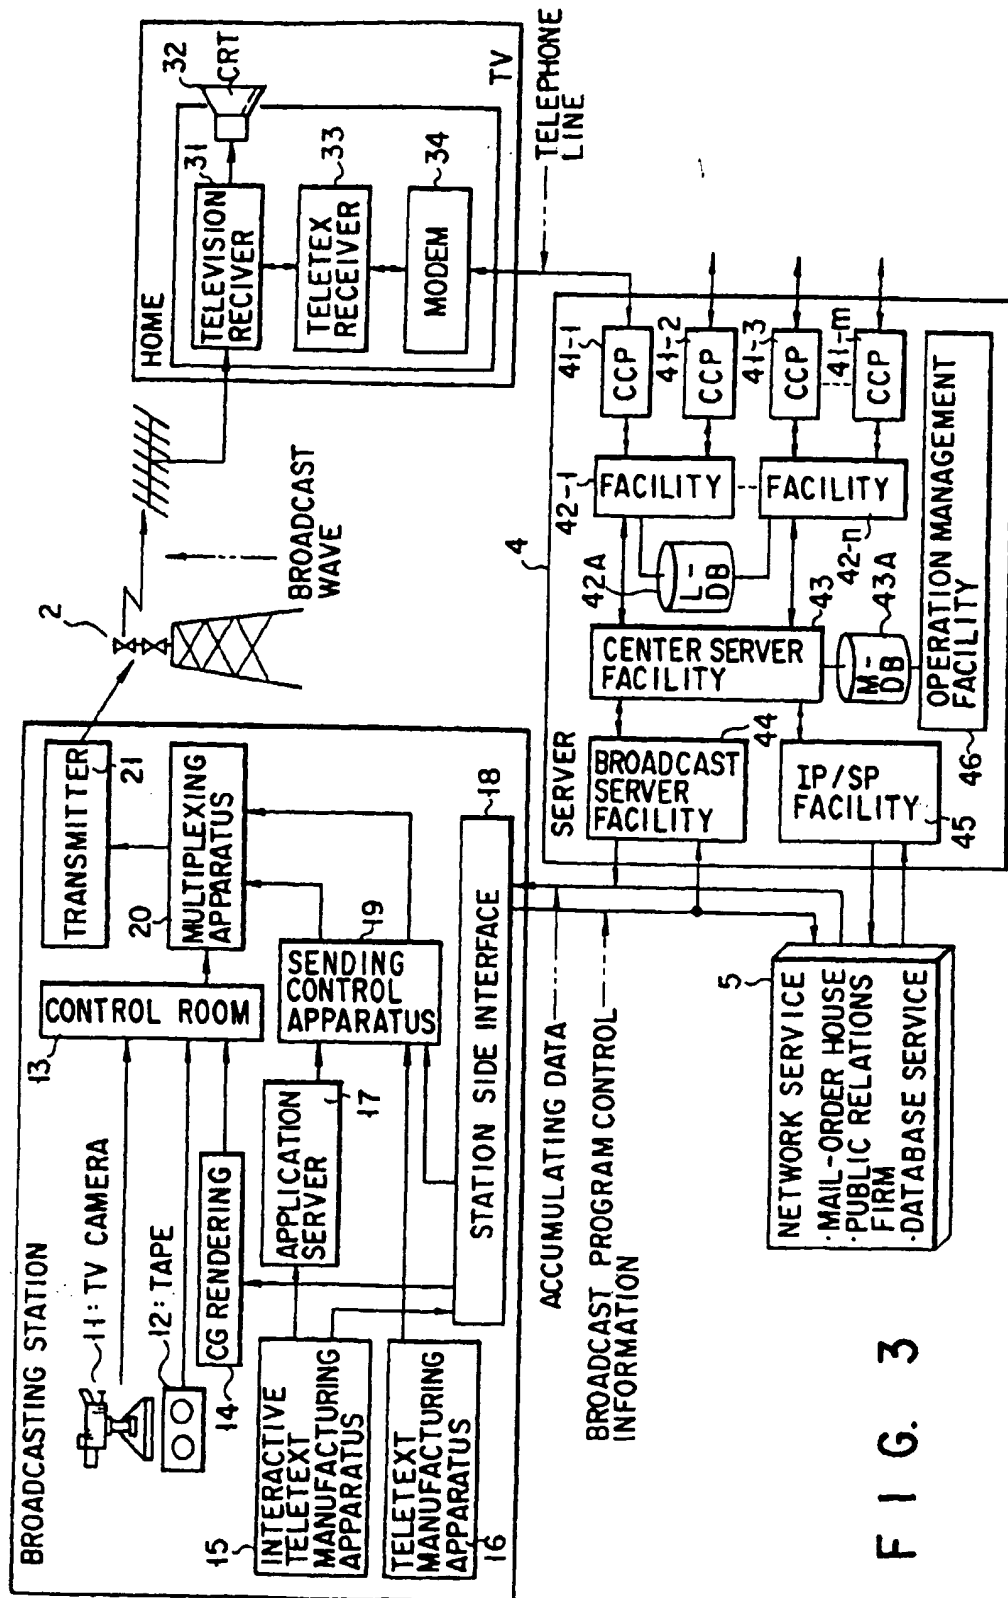 BROADCASTING STATION
11: TV CAMERA
12: TAPE
13
CONTROL ROOM
14
CG RENDERING
15
INTERACTIVE
TELETEXT
MANUFACTURING
APPARATUS
TELETEXT
MANUFACTURING
APPARATUS
16
APPLICATION
SERVER
17
SENDING
CONTROL
APPARATUS
19
TRANSMITTER
21
20
MULTIPLEXING
APPARATUS
STATION SIDE INTERFACE
18
2
BROADCAST
WAVE
HOME
TELEVISION
RECIVER
31
32
CRT
TELETEX
RECEIVER
33
MODEM
34
TV
TELEPHONE
LINE
ACCUMULATING DATA
BROADCAST PROGRAM CONTROL
INFORMATION
4
SERVER
BROADCAST
SERVER
FACILITY
44
IP/SP
FACILITY
45
CENTER SERVER
FACILITY
43
42A
L-
DB
M-
DB
43A
42-1
FACILITY
FACILITY
42-n
41-1
CCP
41-2
CCP
41-3
CCP
41-m
CCP
OPERATION MANAGEMENT
FACILITY
46
5
NETWORK SERVICE
·MAIL-ORDER HOUSE
·PUBLIC RELATIONS
FIRM
·DATABASE SERVICE
FIG. 3